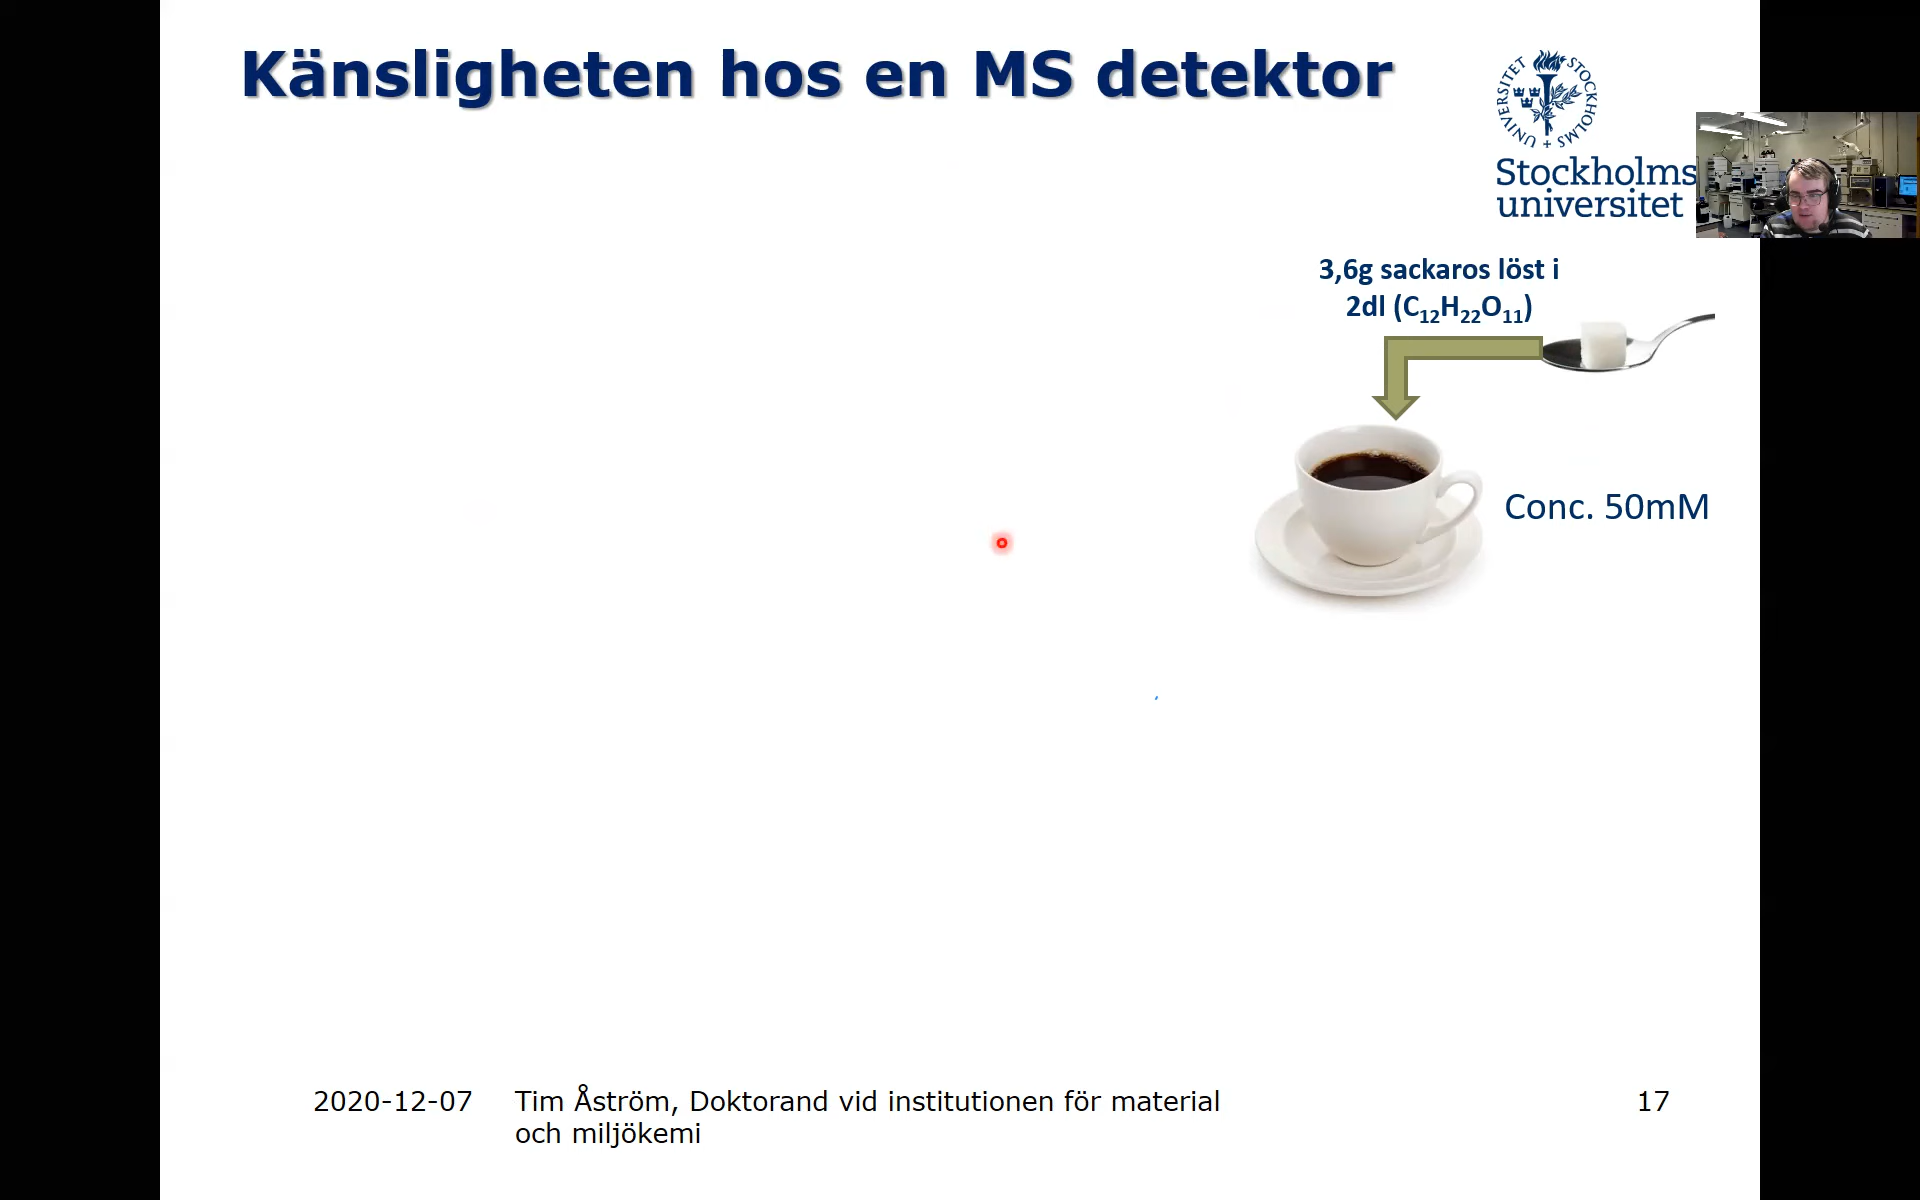 Känsligheten hos en MS detektor
UNIVERSITET
STOCKHOLMS
Stockholms
universitet
3,6g sackaros löst i
2dl (C₁₂H₂₂O₁₁)
Conc. 50mM
2020-12-07
Tim Åström, Doktorand vid institutionen för material
och miljökemi
17